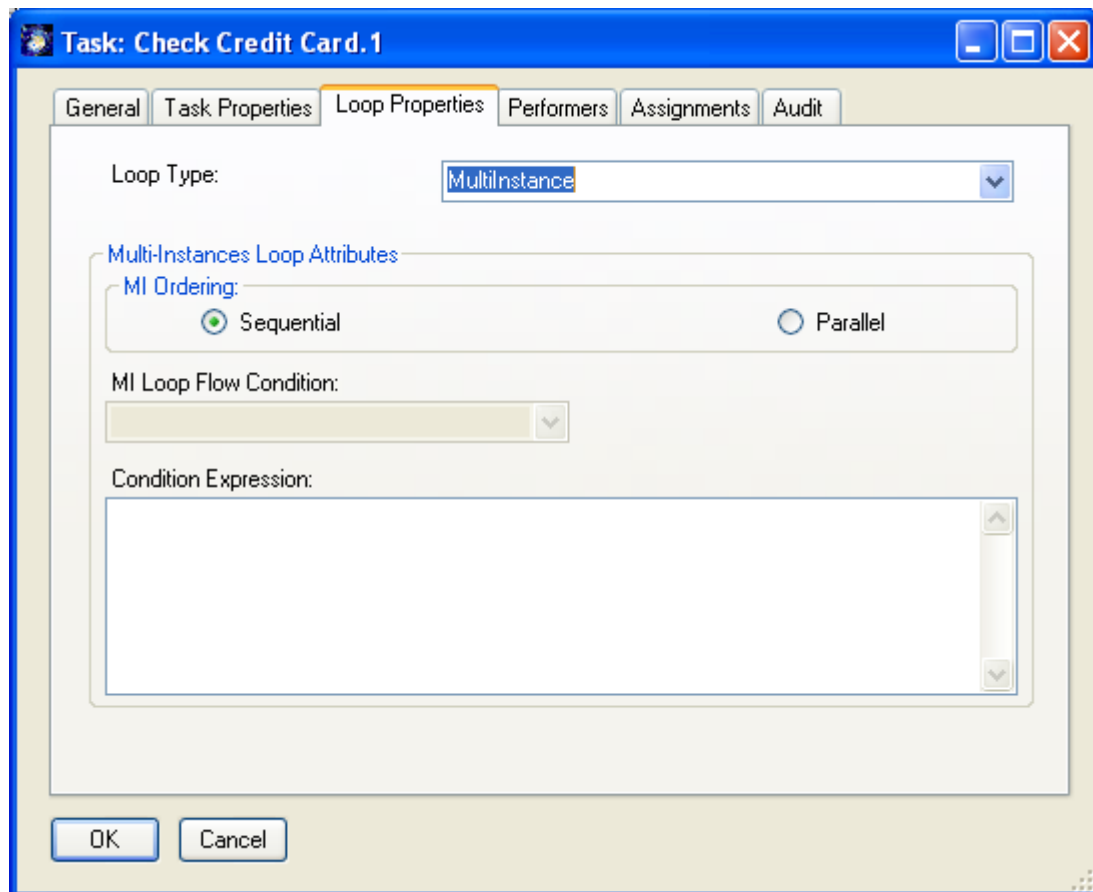 Task: Check Credit Card.1
General Task Properties Loop Properties Performers Assignments Audit
Loop Type: MultiInstance
Multi-Instances Loop Attributes
MI Ordering:
Sequential Parallel
MI Loop Flow Condition:
Condition Expression:
OK Cancel